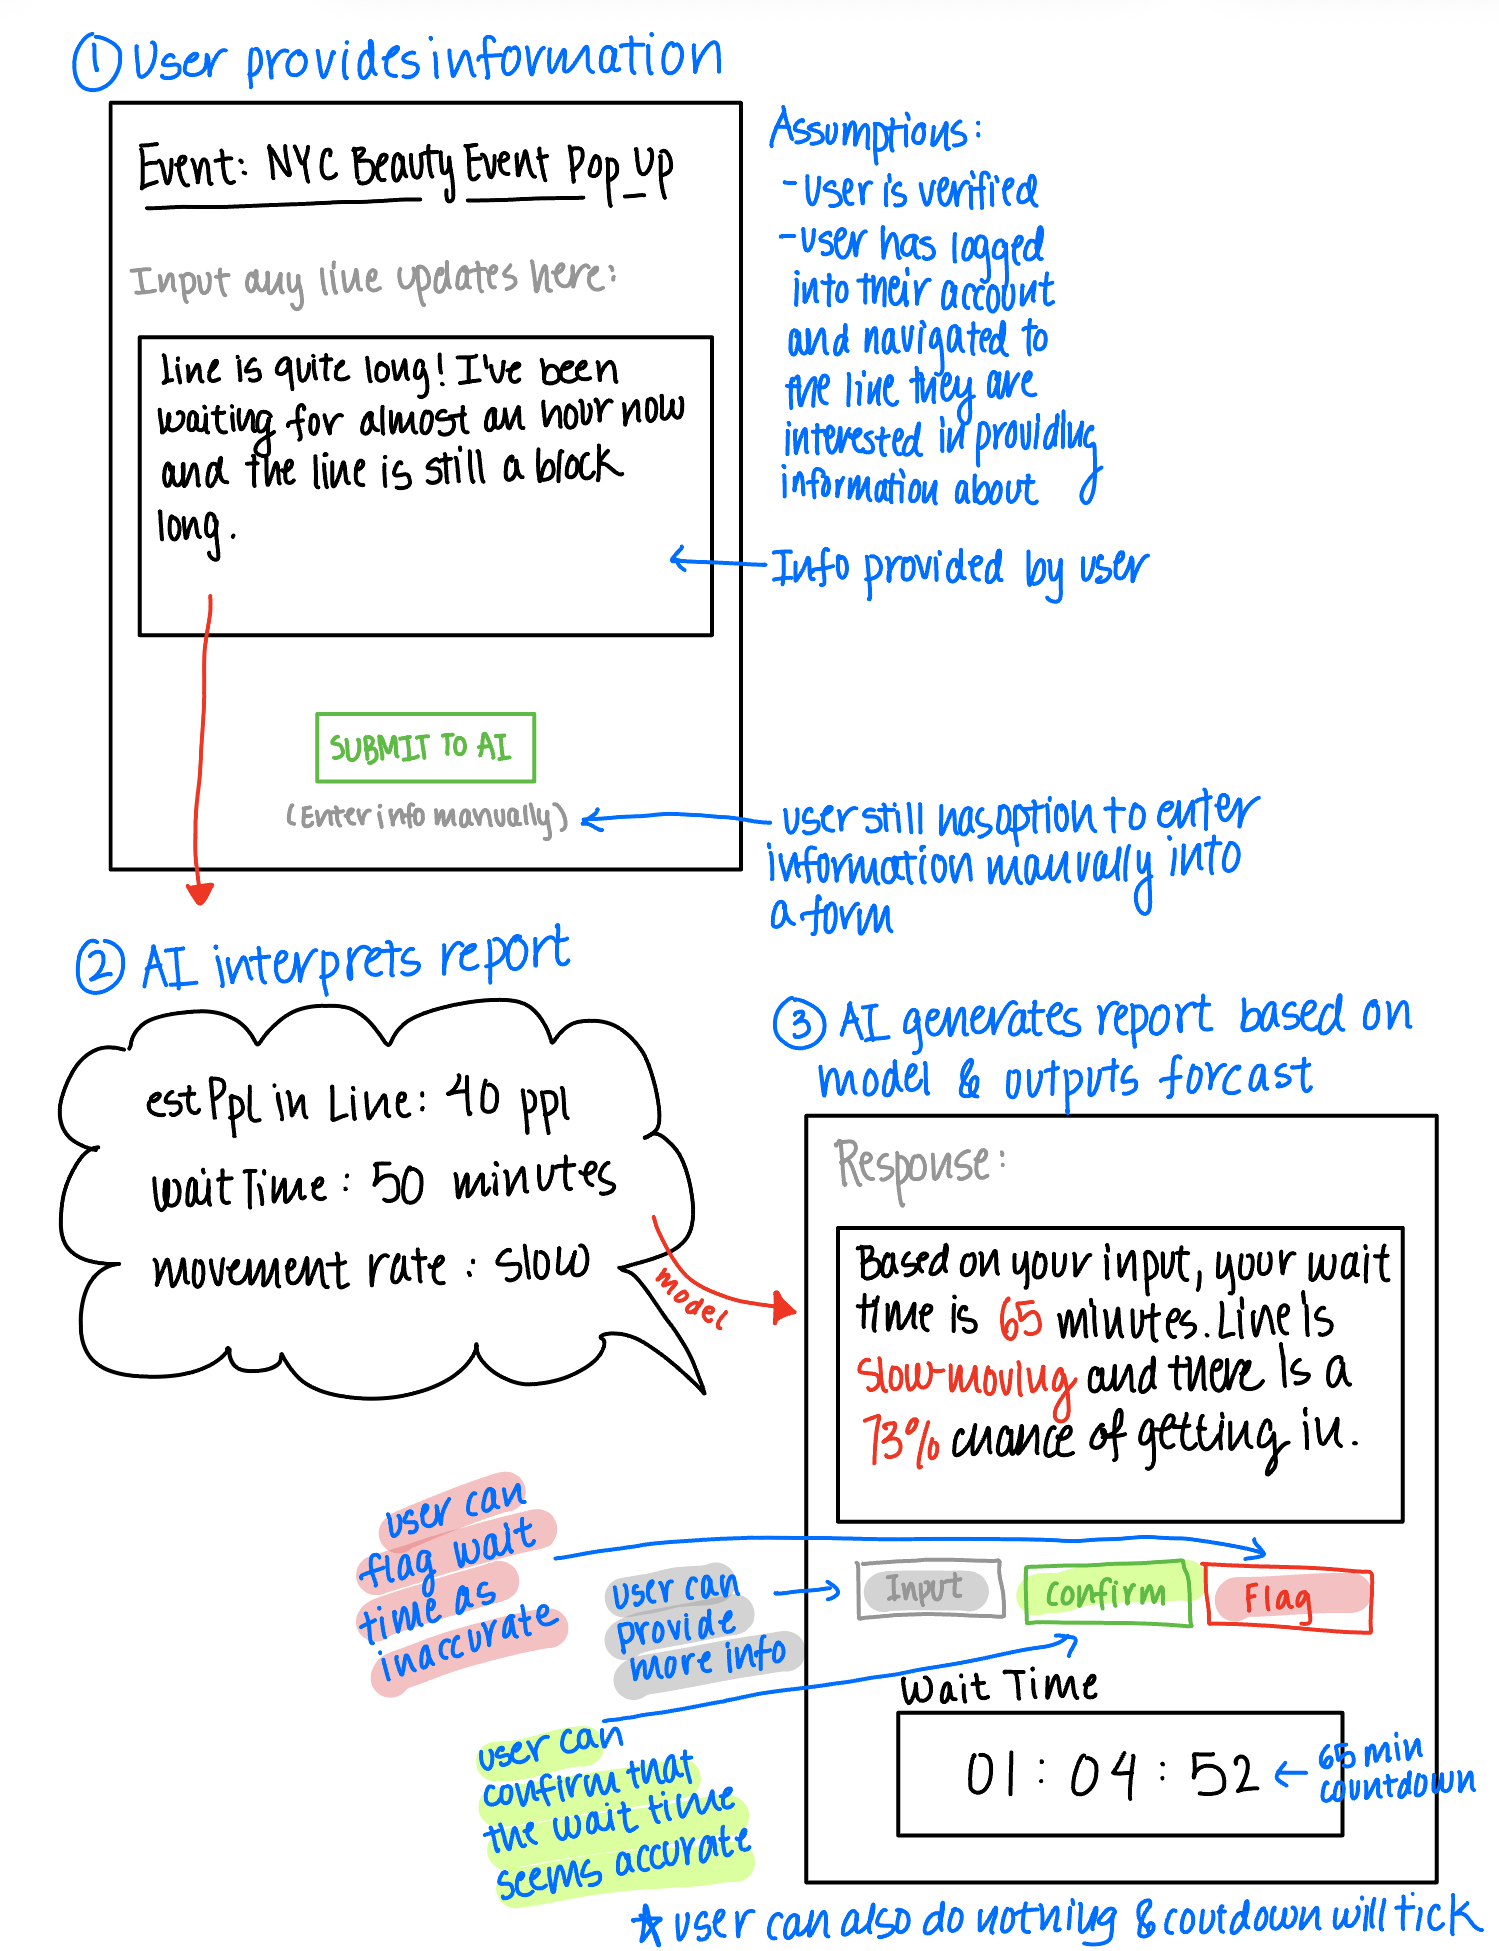 ① User provides information
Event: NYC Beauty Event Pop Up
Input any line updates here:
line is quite long! I've been
waiting for almost an hour now
and the line is still a block
long.
SUBMIT TO AI
(Enter info manually)
Assumptions:
- User is verified
- user has logged
into their account
and navigated to
the line they are
interested in providing
information about
Info provided by user
user still has option to enter
information manually into
a form
② AI interprets report
est Ppl in Line: 40 ppl
wait Time: 50 minutes
movement rate: slow
model
③ AI generates report based on
model & outputs forcast
Response:
Based on your input, your wait
time is 65 minutes. Line is
slow-moving and there is a
73% chance of getting in.
user can
flag wait
time as
inaccurate
user can
provide
more info
user can
confirm that
the wait time
seems accurate
Input
Confirm
Flag
Wait Time
01:04:52
65 min
countdown
* user can also do nothing & coutdown will tick